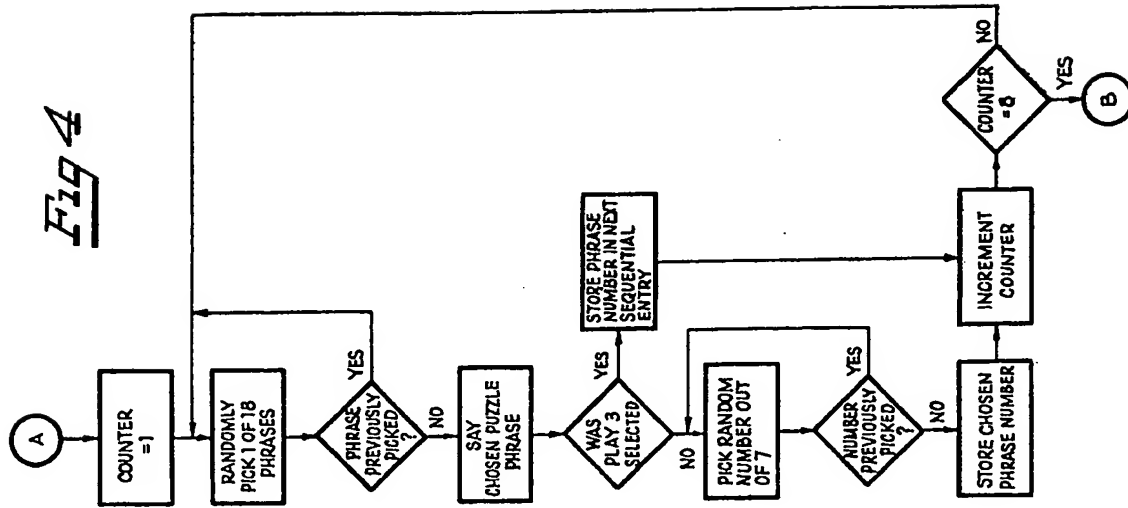 Fig 4
A
COUNTER
=1
RANDOMLY
PICK 1 OF 18
PHRASES
PHRASE
PREVIOUSLY
PICKED
?
YES
NO
SAY
CHOSEN PUZZLE
PHRASE
WAS
PLAY 3
SELECTED
YES
NO
STORE PHRASE
NUMBER IN NEXT
SEQUENTIAL
ENTRY
PICK RANDOM
NUMBER OUT
OF 7
NUMBER
PREVIOUSLY
PICKED
?
YES
NO
STORE CHOSEN
PHRASE NUMBER
INCREMENT
COUNTER
COUNTER
=8
NO
YES
B